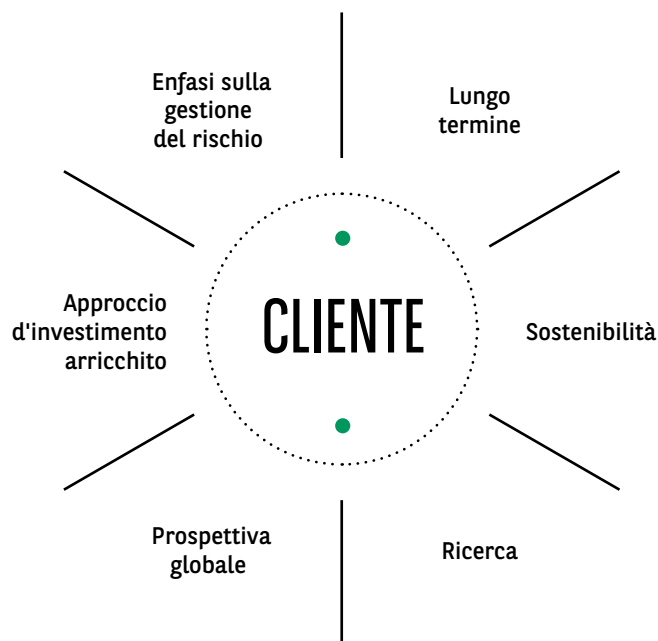 Enfasi sulla
gestione
del rischio
Lungo
termine
Approccio
d'investimento
arricchito
CLIENTE
Sostenibilità
Prospettiva
globale
Ricerca